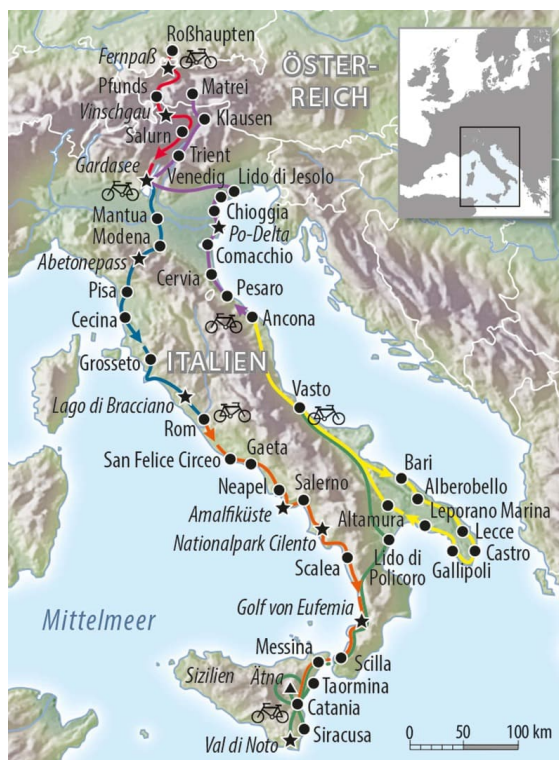 Roßhaupten
Fernpaß
ÖSTER-
REICH
Pfunds
Matrei
Vinschgau
Klausen
Salurn
Trient
Gardasee
Venedig
Lido di Jesolo
Chioggia
Mantua
Po-Delta
Modena
Comacchio
Abetonepass
Cervia
Pesaro
Pisa
Ancona
Cecina
Grosseto
ITALIEN
Lago di Bracciano
Vasto
Rom
San Felice Circeo
Gaeta
Bari
Alberobello
Neapel
Salerno
Leporano Marina
Amalfiküste
Altamura
Lecce
Nationalpark Cilento
Castro
Lido di
Policoro
Gallipoli
Scalea
Golf von Eufemia
Mittelmeer
Messina
Scilla
Sizilien
Ätna
Taormina
Catania
Val di Noto
Siracusa
0 50 100 km